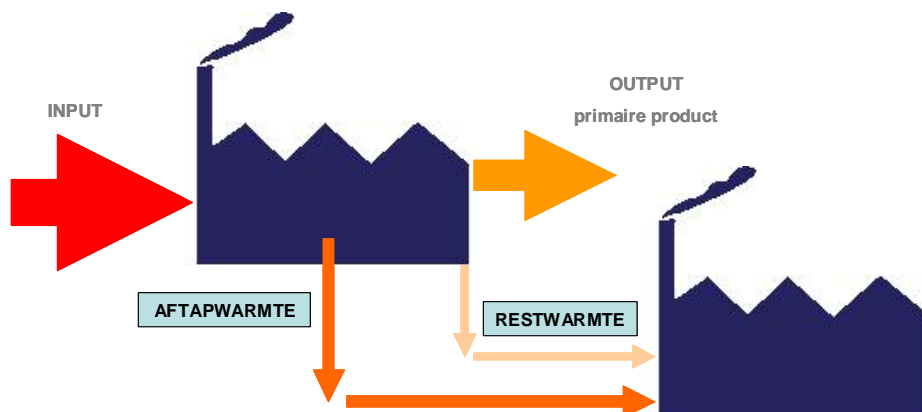 INPUT
OUTPUT
primaire product
AFTAPWARMTE
RESTWARMTE